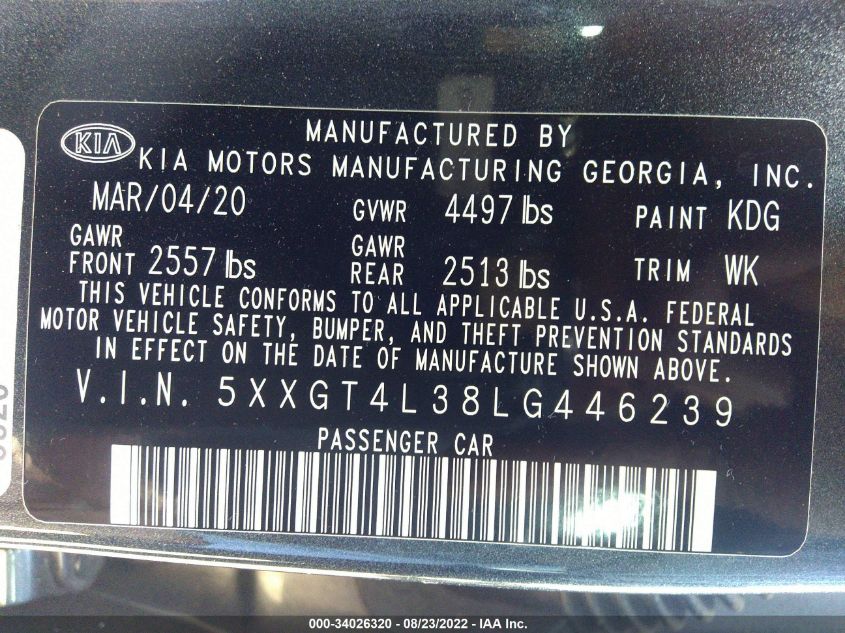 MANUFACTURED BY
KIA KIA MOTORS MANUFACTURING GEORGIA, INC.
MAR/04/20 GVWR 4497 lbs PAINT KDG
GAWR FRONT 2557 lbs GAWR REAR 2513 lbs TRIM WK
THIS VEHICLE CONFORMS TO ALL APPLICABLE U.S.A. FEDERAL
MOTOR VEHICLE SAFETY, BUMPER, AND THEFT PREVENTION STANDARDS
IN EFFECT ON THE DATE OF MANUFACTURE SHOWN ABOVE.
V.I.N. 5XXGT4L38LG446239
PASSENGER CAR
000-34026320 - 08/23/2022 - IAA Inc.